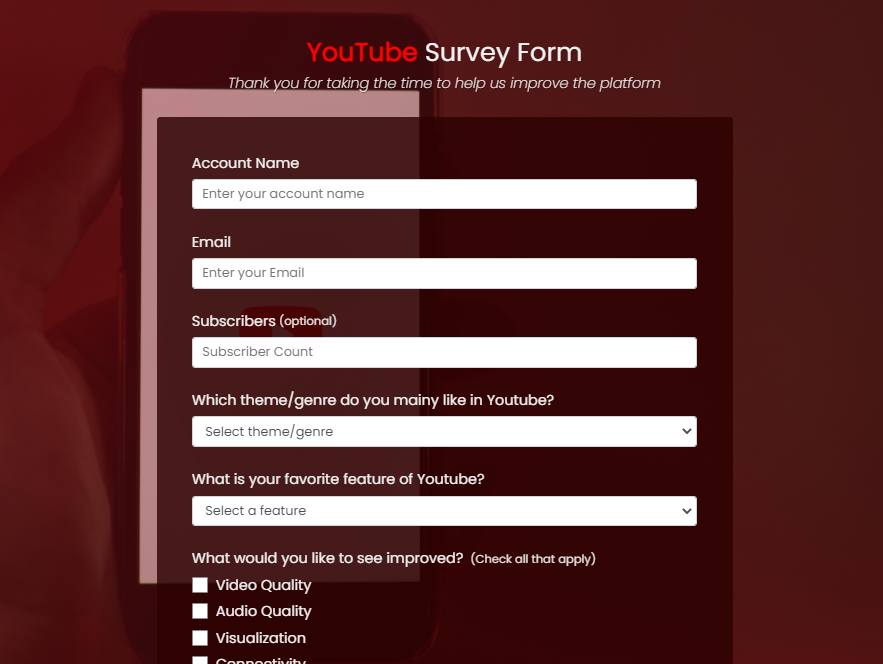 YouTube Survey Form
Thank you for taking the time to help us improve the platform
Account Name
Enter your account name
Email
Enter your Email
Subscribers (optional)
Subscriber Count
Which theme/genre do you mainy like in Youtube?
Select theme/genre
What is your favorite feature of Youtube?
Select a feature
What would you like to see improved? (Check all that apply)
Video Quality
Audio Quality
Visualization
Connectivity